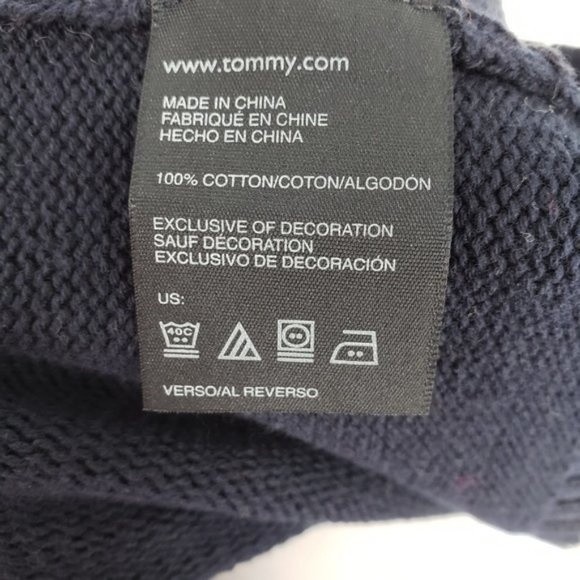 www.tommy.com
MADE IN CHINA
FABRIQUÉ EN CHINE
HECHO EN CHINA
100% COTTON/COTON/ALGODÓN
EXCLUSIVE OF DECORATION
SAUF DÉCORATION
EXCLUSIVO DE DECORACIÓN
US:
40C
VERSO/AL REVERSO